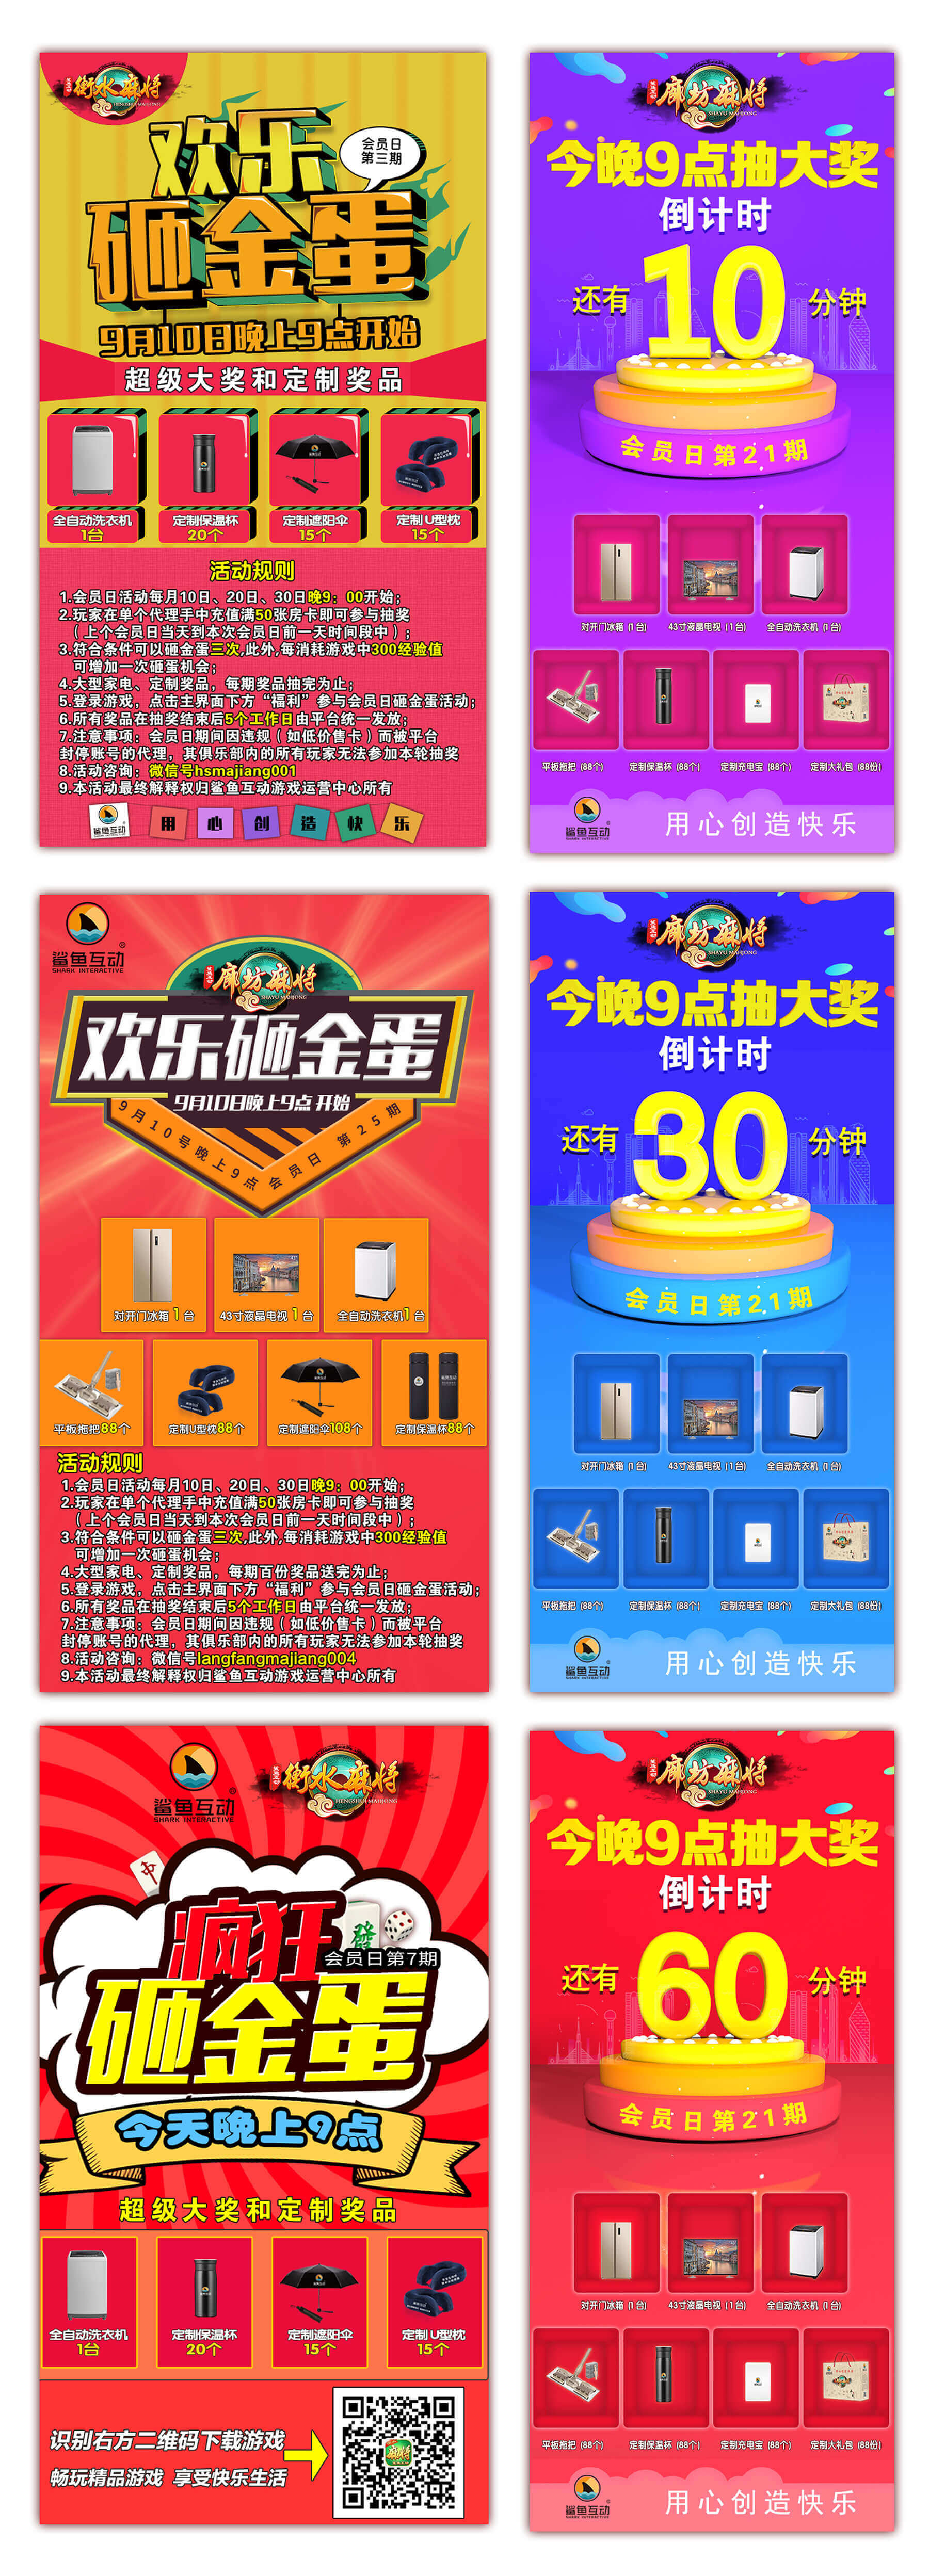 衡水麻将
HENGSHUI MAHJONG
欢乐
会员日
第三期
砸金蛋
9月10日晚上9点开始
超级大奖和定制奖品
全自动洗衣机
1台
定制保温杯
20个
定制遮阳伞
15个
定制 U型枕
15个
活动规则
1.会员日活动每月10日、20日、30日晚9：00开始；
2.玩家在单个代理手中充值满50张房卡即可参与抽奖
（上个会员日当天到本次会员日前一天时间段中）；
3.符合条件可以砸金蛋三次,此外,每消耗游戏中300经验值
可增加一次砸蛋机会；
4.大型家电、定制奖品，每期奖品抽完为止；
5.登录游戏，点击主界面下方“福利”参与会员日砸金蛋活动；
6.所有奖品在抽奖结束后5个工作日由平台统一发放；
7.注意事项：会员日期间因违规（如低价售卡）而被平台
封停账号的代理，其俱乐部内的所有玩家无法参加本轮抽奖
8.活动咨询：微信号hsmajiang001
9.本活动最终解释权归鲨鱼互动游戏运营中心所有
鲨鱼互动
用心创造快乐
廊坊麻将
SHAYU MAHJONG
今晚9点抽大奖
倒计时
还有10分钟
会员日第21期
对开门冰箱 (1台)
43寸液晶电视 (1台)
全自动洗衣机 (1台)
平板拖把 (88个)
定制保温杯 (88个)
定制充电宝 (88个)
定制大礼包 (88份)
鲨鱼互动
用心创造快乐
鲨鱼互动
SHARK INTERACTIVE
廊坊麻将
SHAYU MAHJONG
欢乐砸金蛋
9月10日晚上9点 开始
9月10号晚上9点 会员日 第25期
对开门冰箱 1 台
43寸液晶电视 1 台
全自动洗衣机1 台
平板拖把88个
定制U型枕88个
定制遮阳伞108个
定制保温杯88个
活动规则
1.会员日活动每月10日、20日、30日晚9：00开始；
2.玩家在单个代理手中充值满50张房卡即可参与抽奖
（上个会员日当天到本次会员日前一天时间段中）；
3.符合条件可以砸金蛋三次,此外,每消耗游戏中300经验值
可增加一次砸蛋机会；
4.大型家电、定制奖品，每期百份奖品送完为止；
5.登录游戏，点击主界面下方“福利”参与会员日砸金蛋活动；
6.所有奖品在抽奖结束后5个工作日由平台统一发放；
7.注意事项：会员日期间因违规（如低价售卡）而被平台
封停账号的代理，其俱乐部内的所有玩家无法参加本轮抽奖
8.活动咨询：微信号langfangmajiang004
9.本活动最终解释权归鲨鱼互动游戏运营中心所有
廊坊麻将
SHAYU MAHJONG
今晚9点抽大奖
倒计时
还有30分钟
会员日第21期
对开门冰箱 (1台)
43寸液晶电视 (1台)
全自动洗衣机 (1台)
平板拖把 (88个)
定制保温杯 (88个)
定制充电宝 (88个)
定制大礼包 (88份)
鲨鱼互动
用心创造快乐
鲨鱼互动
SHARK INTERACTIVE
衡水麻将
HENGSHUI MAHJONG
中
發
疯狂
会员日第7期
砸金蛋
今天晚上9点
超级大奖和定制奖品
全自动洗衣机
1台
定制保温杯
20个
定制遮阳伞
15个
定制 U型枕
15个
识别右方二维码下载游戏
畅玩精品游戏 享受快乐生活
麻将
廊坊麻将
SHAYU MAHJONG
今晚9点抽大奖
倒计时
还有60分钟
会员日第21期
对开门冰箱 (1台)
43寸液晶电视 (1台)
全自动洗衣机 (1台)
平板拖把 (88个)
定制保温杯 (88个)
定制充电宝 (88个)
定制大礼包 (88份)
鲨鱼互动
用心创造快乐